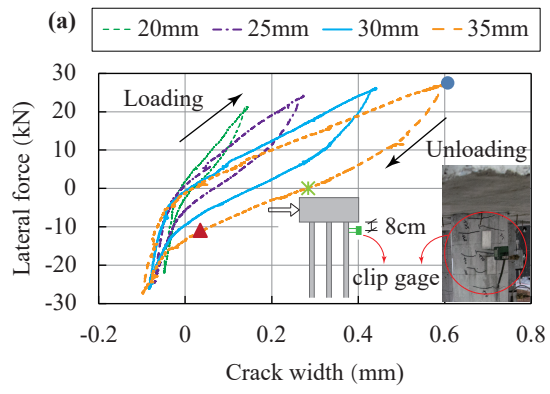 (a)
20mm 25mm 30mm 35mm
Lateral force (kN)
30
20
10
0
-10
-20
-30
Loading
Unloading
8cm
clip gage
-0.2 0 0.2 0.4 0.6 0.8
Crack width (mm)